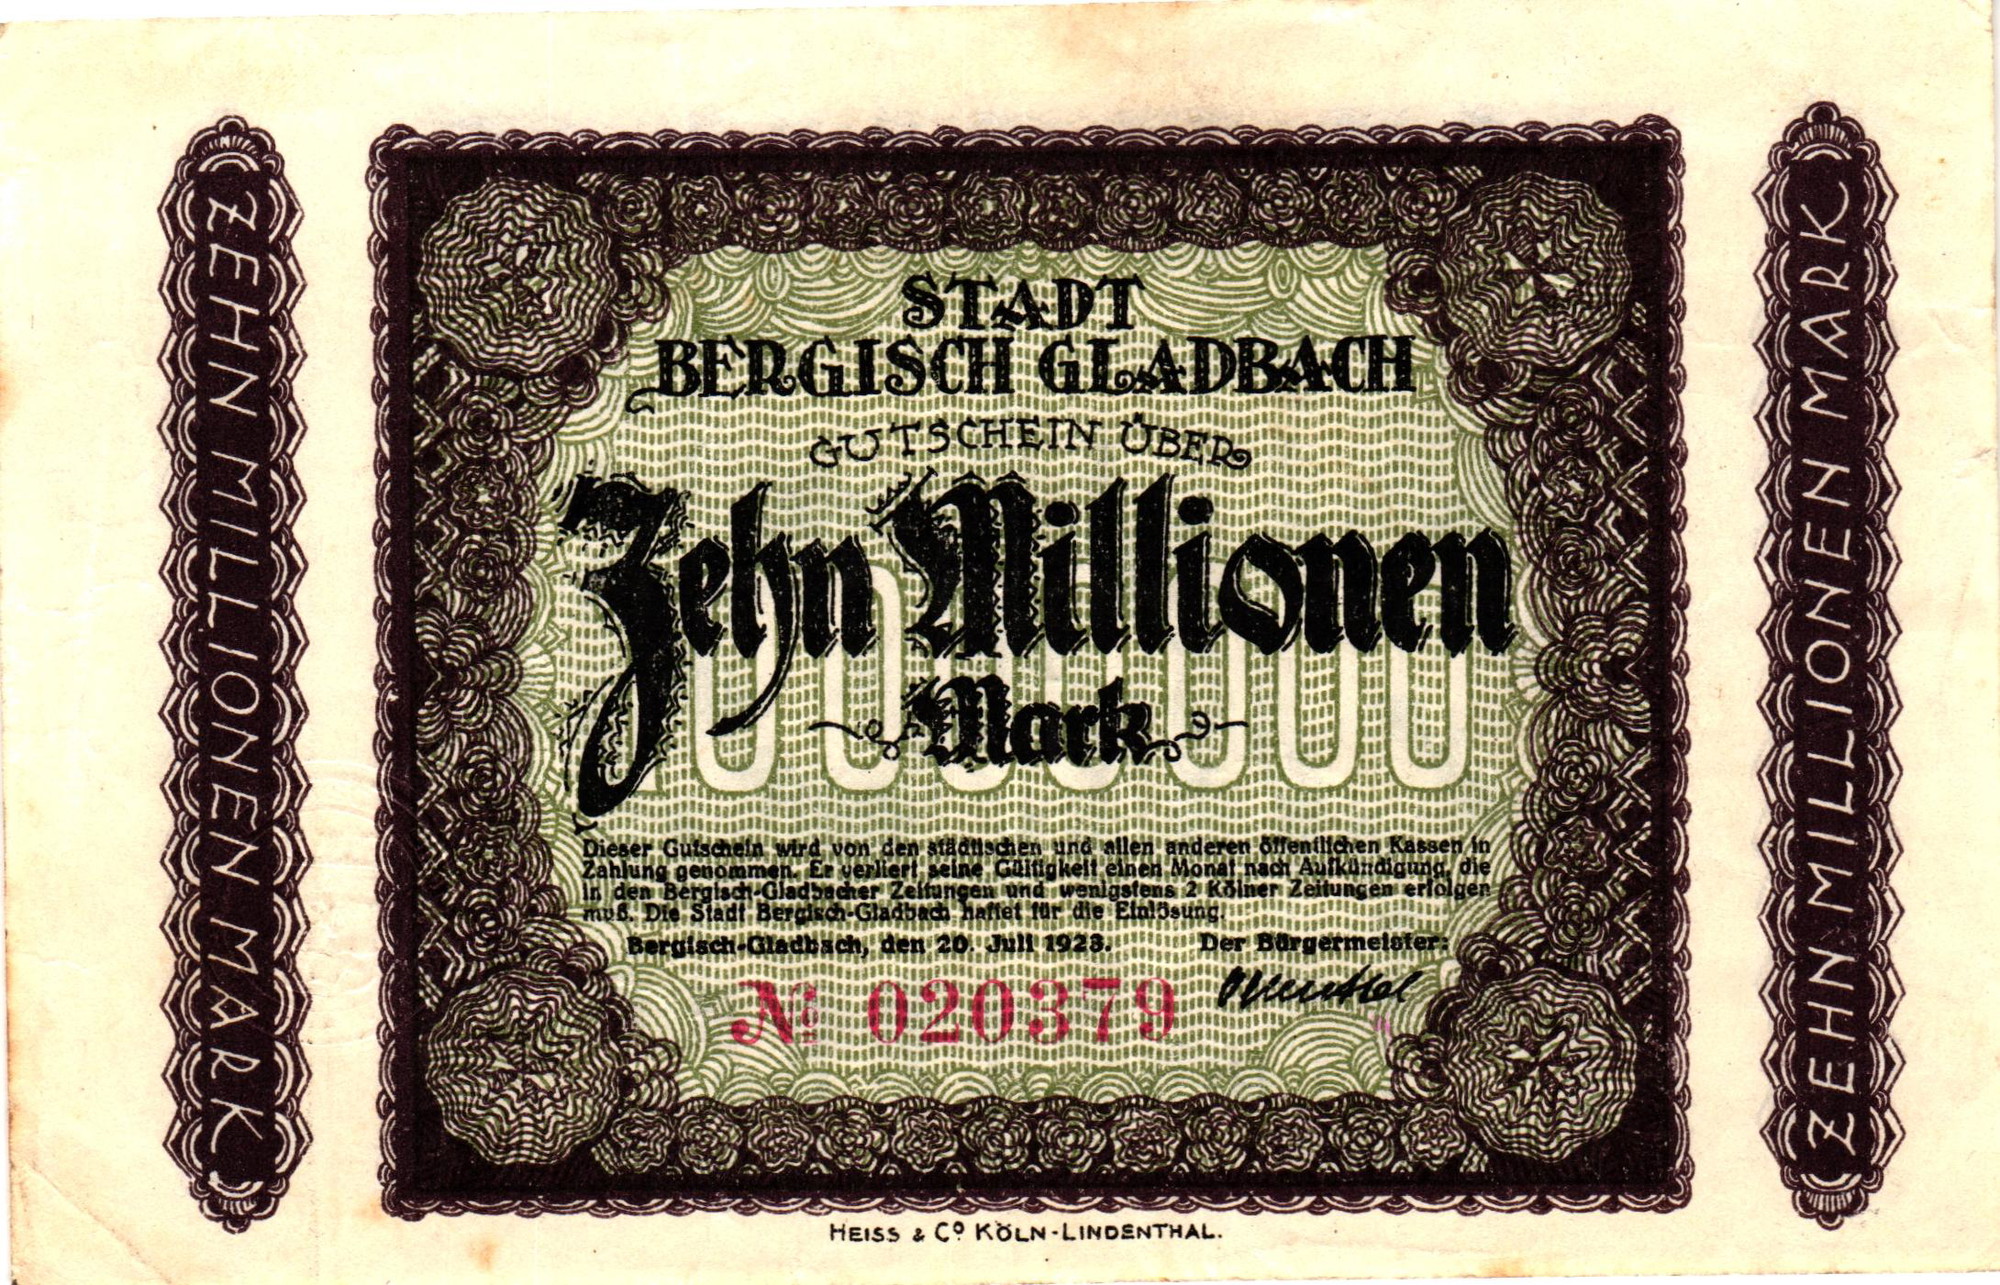 ZEHN MILLIONEN MARK
STADT
BERGISCH GLADBACH
GUTSCHEIN ÜBER
Zehn Millionen
Mark
Dieser Gutschein wird von den städtischen und allen anderen öffentlichen Kassen in
Zahlung genommen. Er verliert seine Gültigkeit einen Monat nach Aufkündigung, die
in den Bergisch-Gladbacher Zeitungen und wenigstens 2 Kölner Zeitungen erfolgen
muß. Die Stadt Bergisch-Gladbach haftet für die Einlösung.
Bergisch-Gladbach, den 20. Juli 1923. Der Bürgermeister:
No 020379
HEISS & Co KÖLN-LINDENTHAL.
ZEHN MILLIONEN MARK